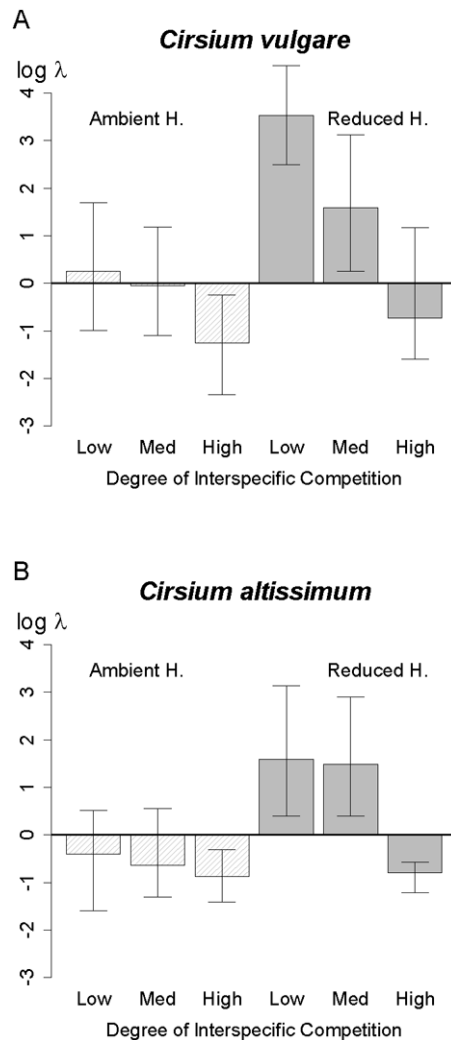 A
Cirsium vulgare
log λ
Ambient H. Reduced H.
4
3
2
1
0
-1
-2
-3
Low Med High Low Med High
Degree of Interspecific Competition
B
Cirsium altissimum
log λ
Ambient H. Reduced H.
4
3
2
1
0
-1
-2
-3
Low Med High Low Med High
Degree of Interspecific Competition